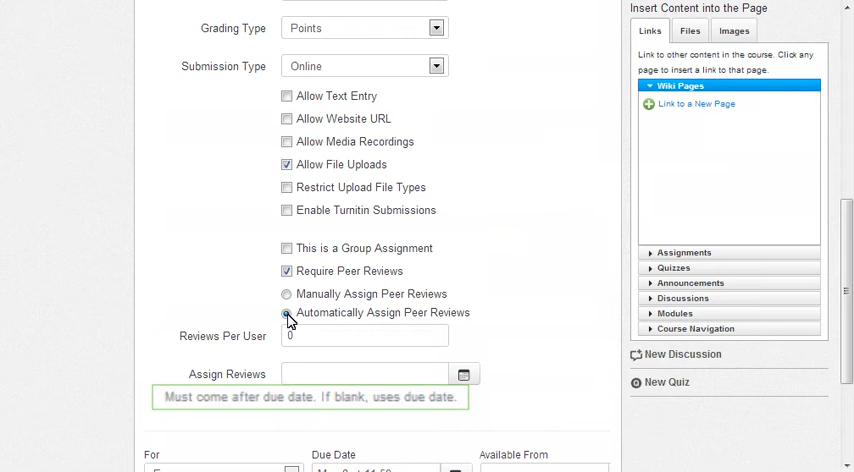 Grading Type Points
Submission Type Online
Allow Text Entry
Allow Website URL
Allow Media Recordings
Allow File Uploads
Restrict Upload File Types
Enable Turnitin Submissions
This is a Group Assignment
Require Peer Reviews
Manually Assign Peer Reviews
Automatically Assign Peer Reviews
Reviews Per User 0
Assign Reviews
Must come after due date. If blank, uses due date.
For Due Date Available From
Insert Content into the Page
Links Files Images
Link to other content in the course. Click any
page to insert a link to that page.
Wiki Pages
Link to a New Page
Assignments
Quizzes
Announcements
Discussions
Modules
Course Navigation
New Discussion
New Quiz